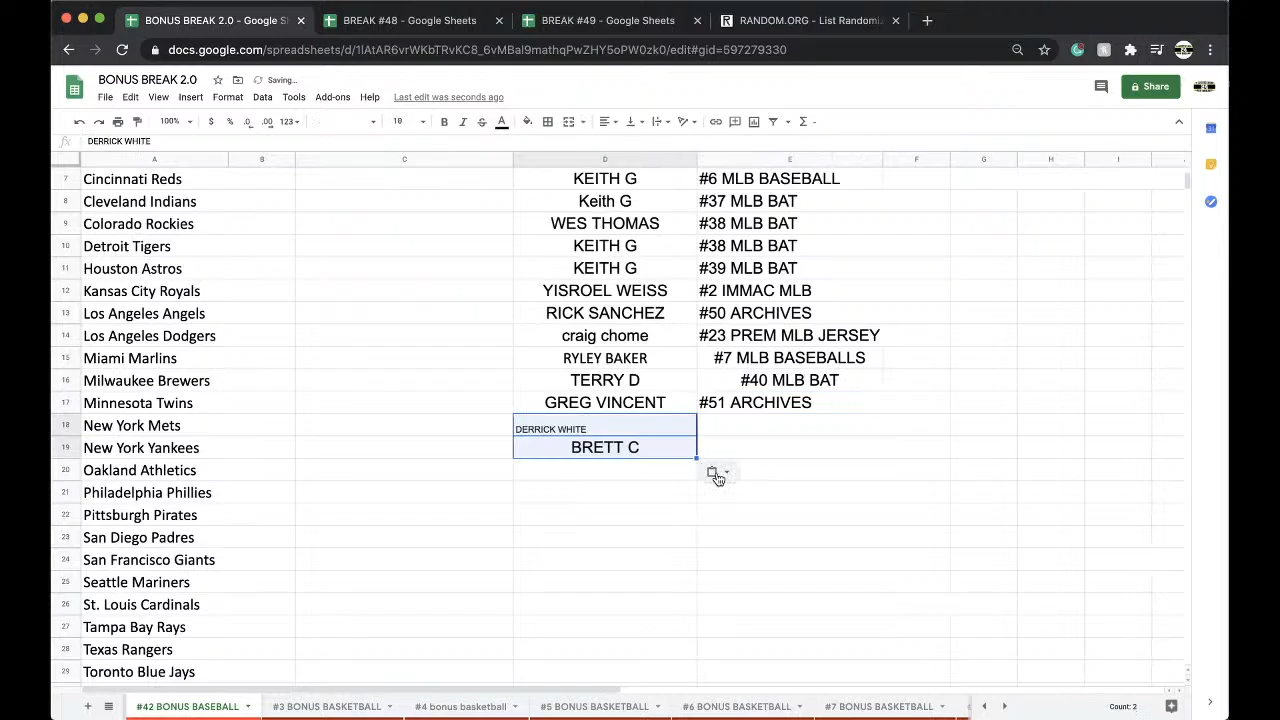 BONUS BREAK 2.0 - Google S
BREAK #48 - Google Sheets
BREAK #49 - Google Sheets
RANDOM.ORG - List Randomi
docs.google.com/spreadsheets/d/1lAtAR6vrWKbTRvKC8_6vMBal9mathqPwZHY5oPW0zk0/edit#gid=597279330
BONUS BREAK 2.0
Saving...
File Edit View Insert Format Data Tools Add-ons Help Last edit was seconds ago
Share
100% $ % .0 .00 123 10 B I S A
fx DERRICK WHITE
A B C D E F G H I
7 Cincinnati Reds KEITH G #6 MLB BASEBALL
8 Cleveland Indians Keith G #37 MLB BAT
9 Colorado Rockies WES THOMAS #38 MLB BAT
10 Detroit Tigers KEITH G #38 MLB BAT
11 Houston Astros KEITH G #39 MLB BAT
12 Kansas City Royals YISROEL WEISS #2 IMMAC MLB
13 Los Angeles Angels RICK SANCHEZ #50 ARCHIVES
14 Los Angeles Dodgers craig chome #23 PREM MLB JERSEY
15 Miami Marlins RYLEY BAKER #7 MLB BASEBALLS
16 Milwaukee Brewers TERRY D #40 MLB BAT
17 Minnesota Twins GREG VINCENT #51 ARCHIVES
18 New York Mets DERRICK WHITE
19 New York Yankees BRETT C
20 Oakland Athletics
21 Philadelphia Phillies
22 Pittsburgh Pirates
23 San Diego Padres
24 San Francisco Giants
25 Seattle Mariners
26 St. Louis Cardinals
27 Tampa Bay Rays
28 Texas Rangers
29 Toronto Blue Jays
#42 BONUS BASEBALL #3 BONUS BASKETBALL #4 bonus basketball #5 BONUS BASKETBALL #6 BONUS BASKETBALL #7 BONUS BASKETBALL Count: 2